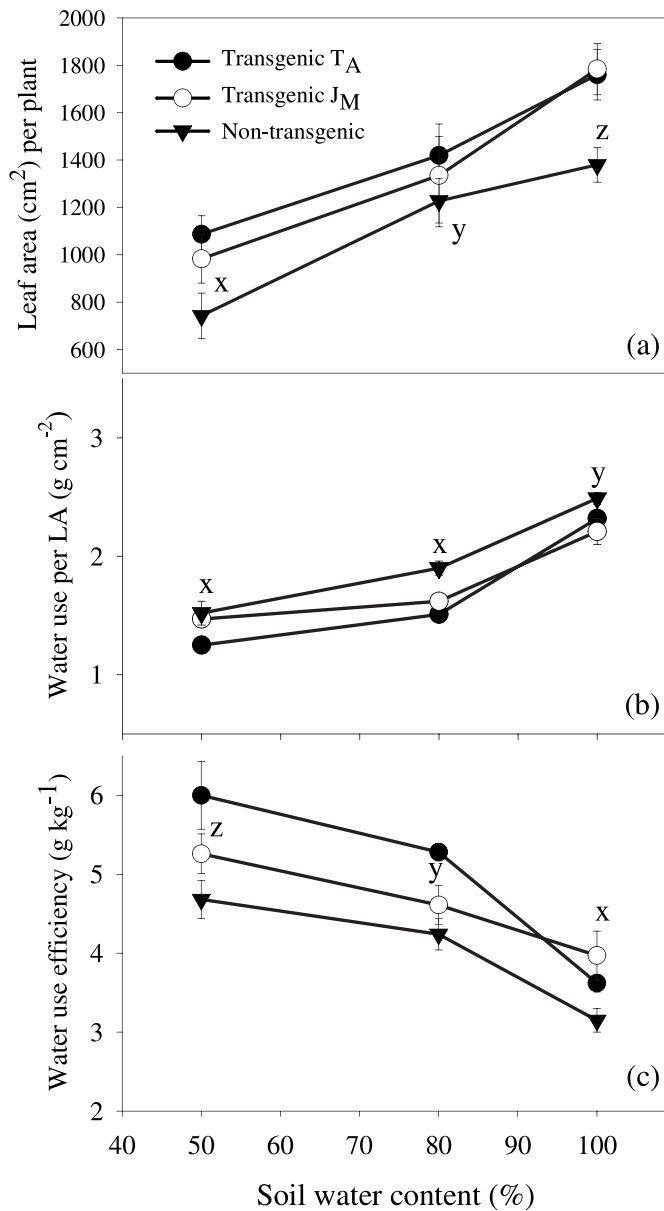 2000
1800
1600
1400
1200
1000
800
600
Leaf area (cm²) per plant
Transgenic T_A
Transgenic J_M
Non-transgenic
x
y
z
(a)
3
2
1
Water use per LA (g cm⁻²)
x
x
y
(b)
6
5
4
3
2
Water use efficiency (g kg⁻¹)
z
y
x
(c)
40 50 60 70 80 90 100
Soil water content (%)